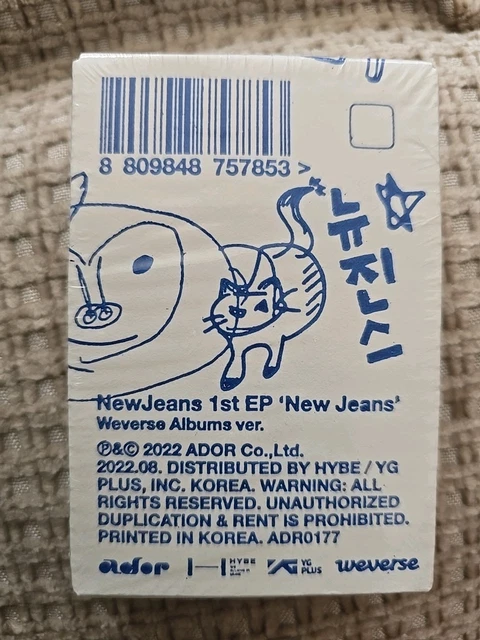 8 809848 757853 >
뉴진스
NewJeans 1st EP ‘New Jeans’
Weverse Albums ver.
℗&© 2022 ADOR Co.,Ltd.
2022.08. DISTRIBUTED BY HYBE / YG
PLUS, INC. KOREA. WARNING: ALL
RIGHTS RESERVED. UNAUTHORIZED
DUPLICATION & RENT IS PROHIBITED.
PRINTED IN KOREA. ADR0177
ador HYBE YG PLUS weverse